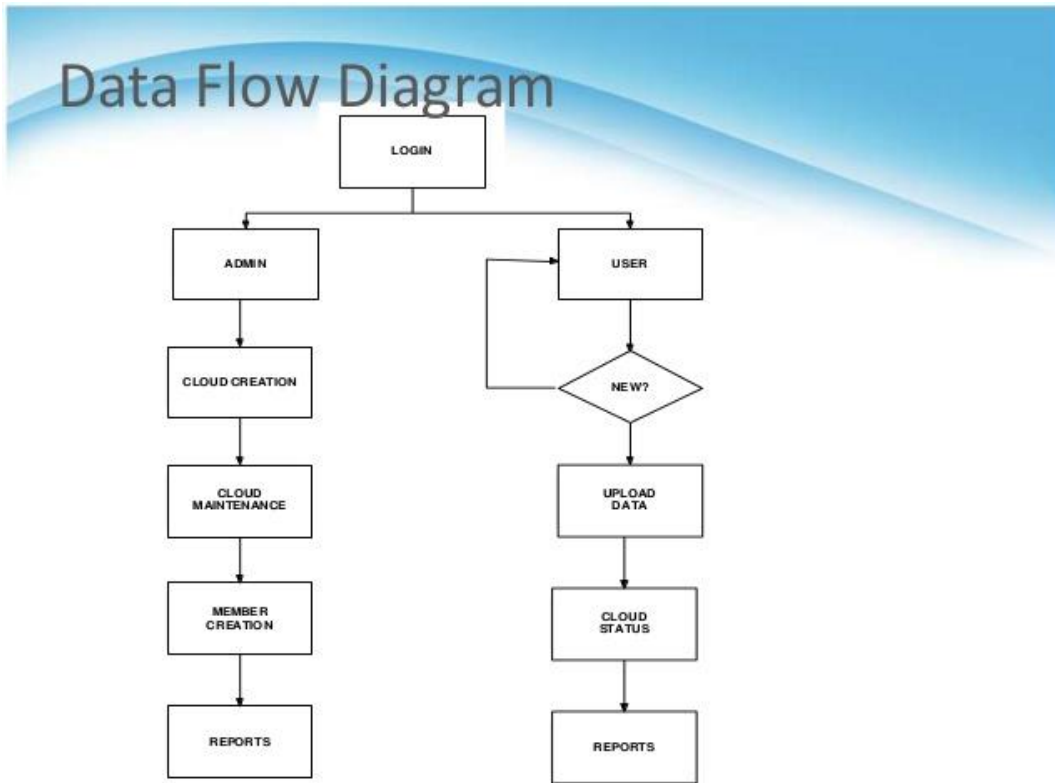 Data Flow Diagram
LOGIN
ADMIN
USER
CLOUD CREATION
NEW?
CLOUD
MAINTENANCE
UPLOAD
DATA
MEMBER
CREATION
CLOUD
STATUS
REPORTS
REPORTS